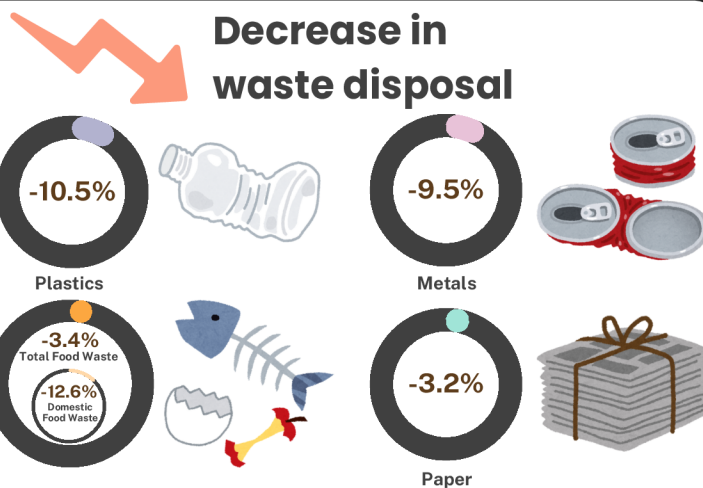 Decrease in
waste disposal
-10.5%
Plastics
-9.5%
Metals
-3.4%
Total Food Waste
-12.6%
Domestic
Food Waste
-3.2%
Paper